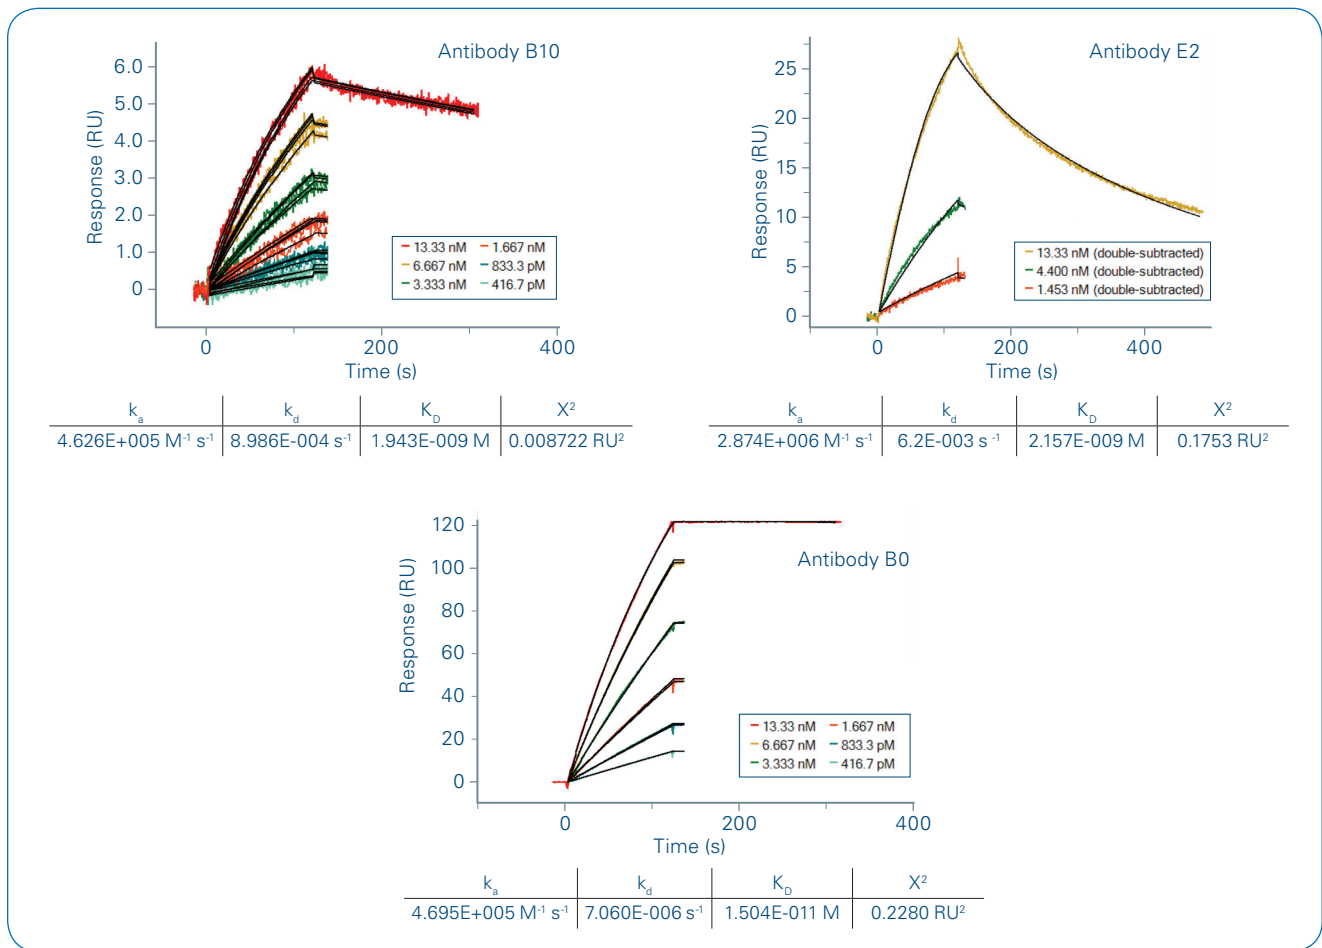 Antibody B10
Response (RU)
6.0
5.0
4.0
3.0
2.0
1.0
0
13.33 nM 1.667 nM
6.667 nM 833.3 pM
3.333 nM 416.7 pM
0 200 400
Time (s)
kₐ k_d K_D X²
4.626E+005 M⁻¹ s⁻¹ 8.986E-004 s⁻¹ 1.943E-009 M 0.008722 RU²
Antibody E2
Response (RU)
25
20
15
10
5
0
13.33 nM (double-subtracted)
4.400 nM (double-subtracted)
1.453 nM (double-subtracted)
0 200 400
Time (s)
kₐ k_d K_D X²
2.874E+006 M⁻¹ s⁻¹ 6.2E-003 s⁻¹ 2.157E-009 M 0.1753 RU²
Antibody B0
Response (RU)
120
100
80
60
40
20
0
13.33 nM 1.667 nM
6.667 nM 833.3 pM
3.333 nM 416.7 pM
0 200 400
Time (s)
kₐ k_d K_D X²
4.695E+005 M⁻¹ s⁻¹ 7.060E-006 s⁻¹ 1.504E-011 M 0.2280 RU²